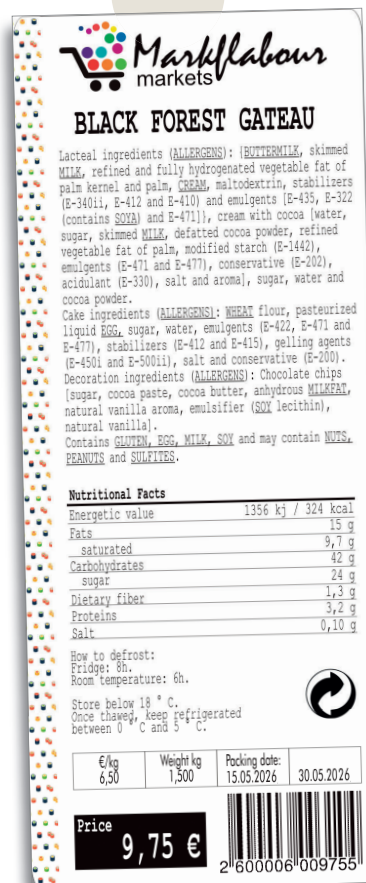 Markflabour
markets
BLACK FOREST GATEAU
Lacteal ingredients (ALLERGENS): {BUTTERMILK, skimmed
MILK, refined and fully hydrogenated vegetable fat of
palm kernel and palm, CREAM, maltodextrin, stabilizers
(E-340ii, E-412 and E-410) and emulgents [E-435, E-322
(contains SOYA) and E-471]}, cream with cocoa [water,
sugar, skimmed MILK, defatted cocoa powder, refined
vegetable fat of palm, modified starch (E-1442),
emulgents (E-471 and E-477), conservative (E-202),
acidulant (E-330), salt and aroma], sugar, water and
cocoa powder.
Cake ingredients (ALLERGENS): WHEAT flour, pasteurized
liquid EGG, sugar, water, emulgents (E-422, E-471 and
E-477), stabilizers (E-412 and E-415), gelling agents
(E-450i and E-500ii), salt and conservative (E-200).
Decoration ingredients (ALLERGENS): Chocolate chips
[sugar, cocoa paste, cocoa butter, anhydrous MILKFAT,
natural vanilla aroma, emulsifier (SOY lecithin),
natural vanilla].
Contains GLUTEN, EGG, MILK, SOY and may contain NUTS,
PEANUTS and SULFITES.
Nutritional Facts
Energetic value 1356 kj / 324 kcal
Fats 15 g
saturated 9,7 g
Carbohydrates 42 g
sugar 24 g
Dietary fiber 1,3 g
Proteins 3,2 g
Salt 0,10 g
How to defrost:
Fridge: 8h.
Room temperature: 6h.
Store below 18 ° C.
Once thawed, keep refrigerated
between 0 ° C and 5 ° C.
€/kg Weight kg Packing date:
6,50 1,500 15.05.2026 30.05.2026
Price
9,75 €
2 600006 009755